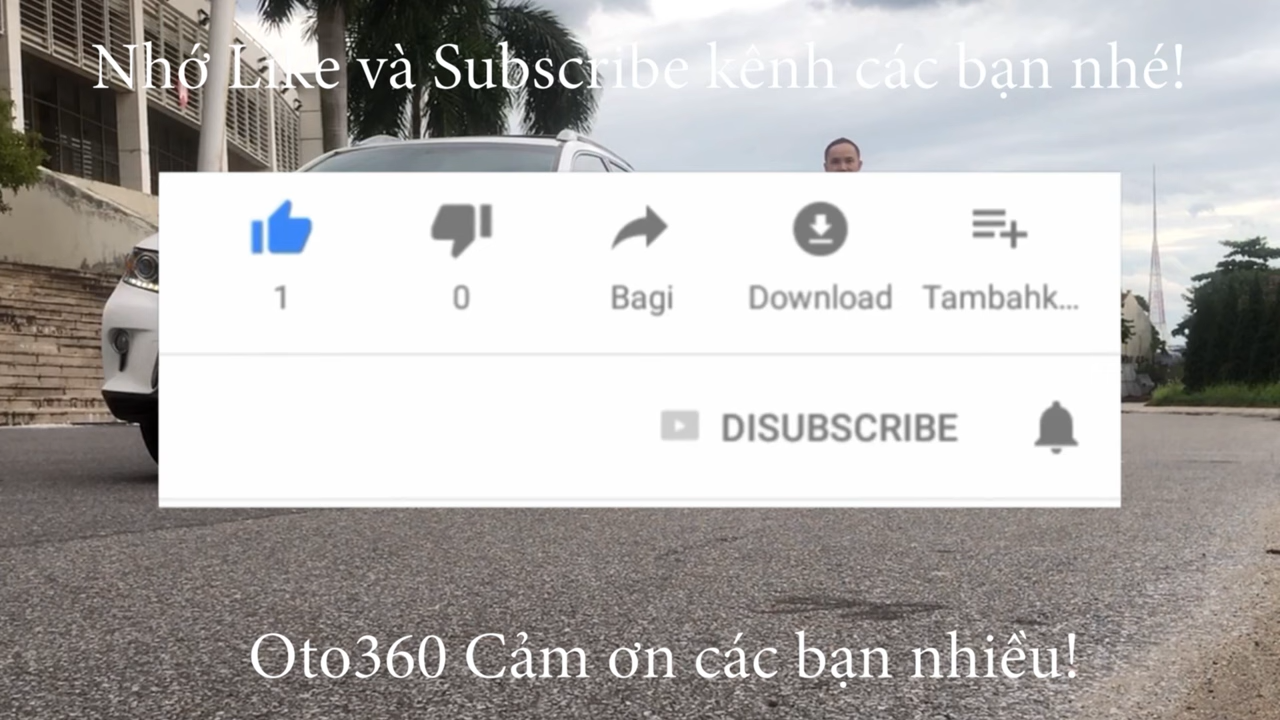 Nhớ Like và Subscribe kênh các bạn nhé!
1
0
Bagi
Download
Tambahk...
DISUBSCRIBE
Oto360 Cảm ơn các bạn nhiều!